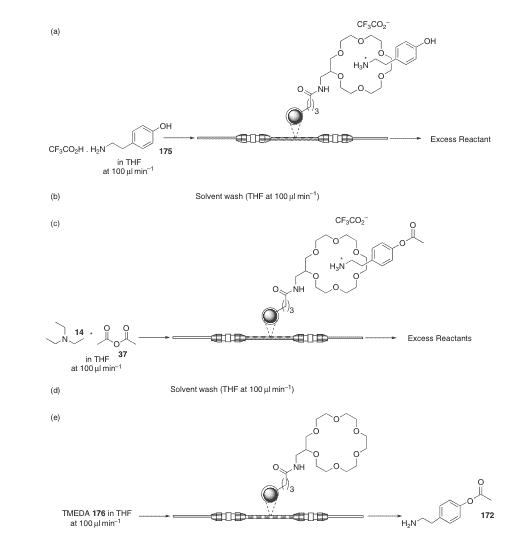 (a)
CF₃CO₂⁻
O O O O O O
H₃N⁺
OH
O
NH
3
OH
CF₃CO₂H . H₂N
175
in THF
at 100 µl min⁻¹
Excess Reactant
(b) Solvent wash (THF at 100 µl min⁻¹)
(c)
CF₃CO₂⁻
O
O O O O O O
H₃N⁺
O
O
NH
3
14 • O O
N
O
37
in THF
at 100 µl min⁻¹
Excess Reactants
(d) Solvent wash (THF at 100 µl min⁻¹)
(e)
O O O O O O
O
NH
3
TMEDA 176 in THF
at 100 µl min⁻¹
O
O
H₂N
172